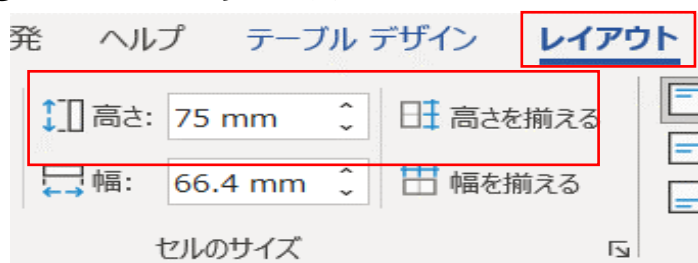 発 ヘルプ テーブル デザイン レイアウト
高さ: 75 mm 高さを揃える
幅: 66.4 mm 幅を揃える
セルのサイズ